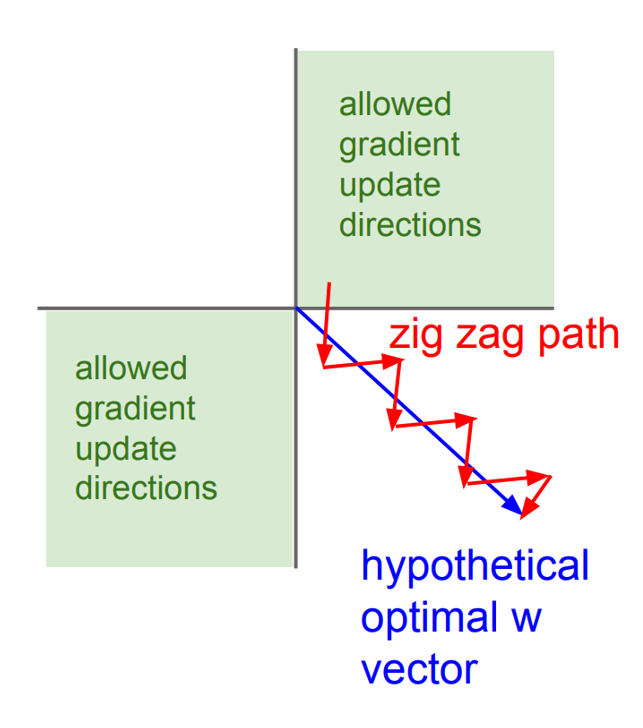 allowed
gradient
update
directions
zig zag path
allowed
gradient
update
directions
hypothetical
optimal w
vector